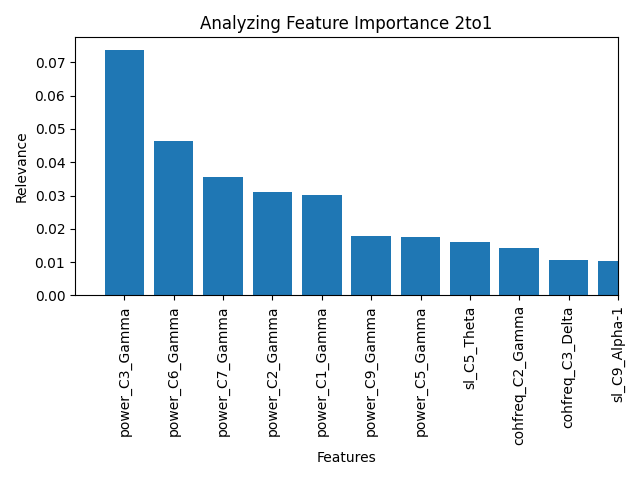 Analyzing Feature Importance 2to1
Relevance
0.07
0.06
0.05
0.04
0.03
0.02
0.01
0.00
power_C3_Gamma
power_C6_Gamma
power_C7_Gamma
power_C2_Gamma
power_C1_Gamma
power_C9_Gamma
power_C5_Gamma
sl_C5_Theta
cohfreq_C2_Gamma
cohfreq_C3_Delta
sl_C9_Alpha-1
Features